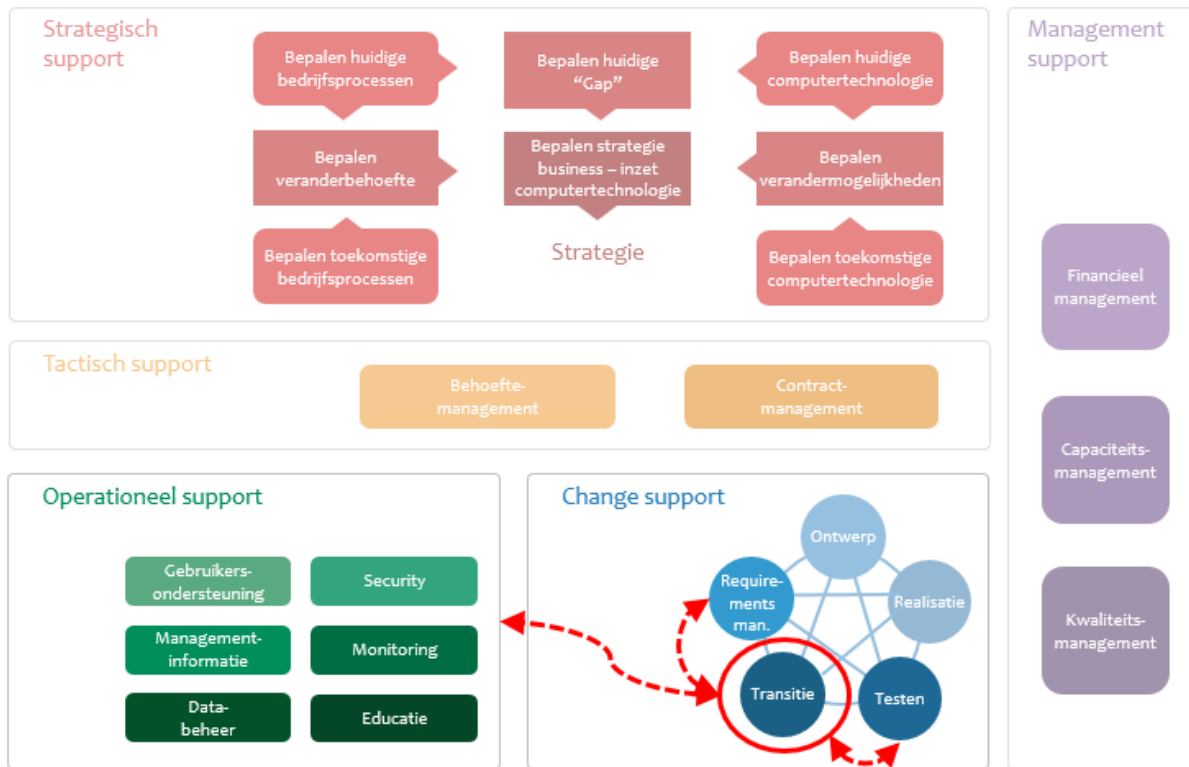 Strategisch
support
Bepalen huidige
bedrijfsprocessen
Bepalen huidige
“Gap”
Bepalen huidige
computertechnologie
Bepalen
veranderbehoefte
Bepalen strategie
business – inzet
computertechnologie
Bepalen
verandermogelijkheden
Bepalen toekomstige
bedrijfsprocessen
Strategie
Bepalen toekomstige
computertechnologie
Management
support
Financieel
management
Capaciteits-
management
Kwaliteits-
management
Tactisch support
Behoefte-
management
Contract-
management
Operationeel support
Gebruikers-
ondersteuning
Security
Management-
informatie
Monitoring
Data-
beheer
Educatie
Change support
Ontwerp
Require-
ments
man.
Realisatie
Transitie
Testen